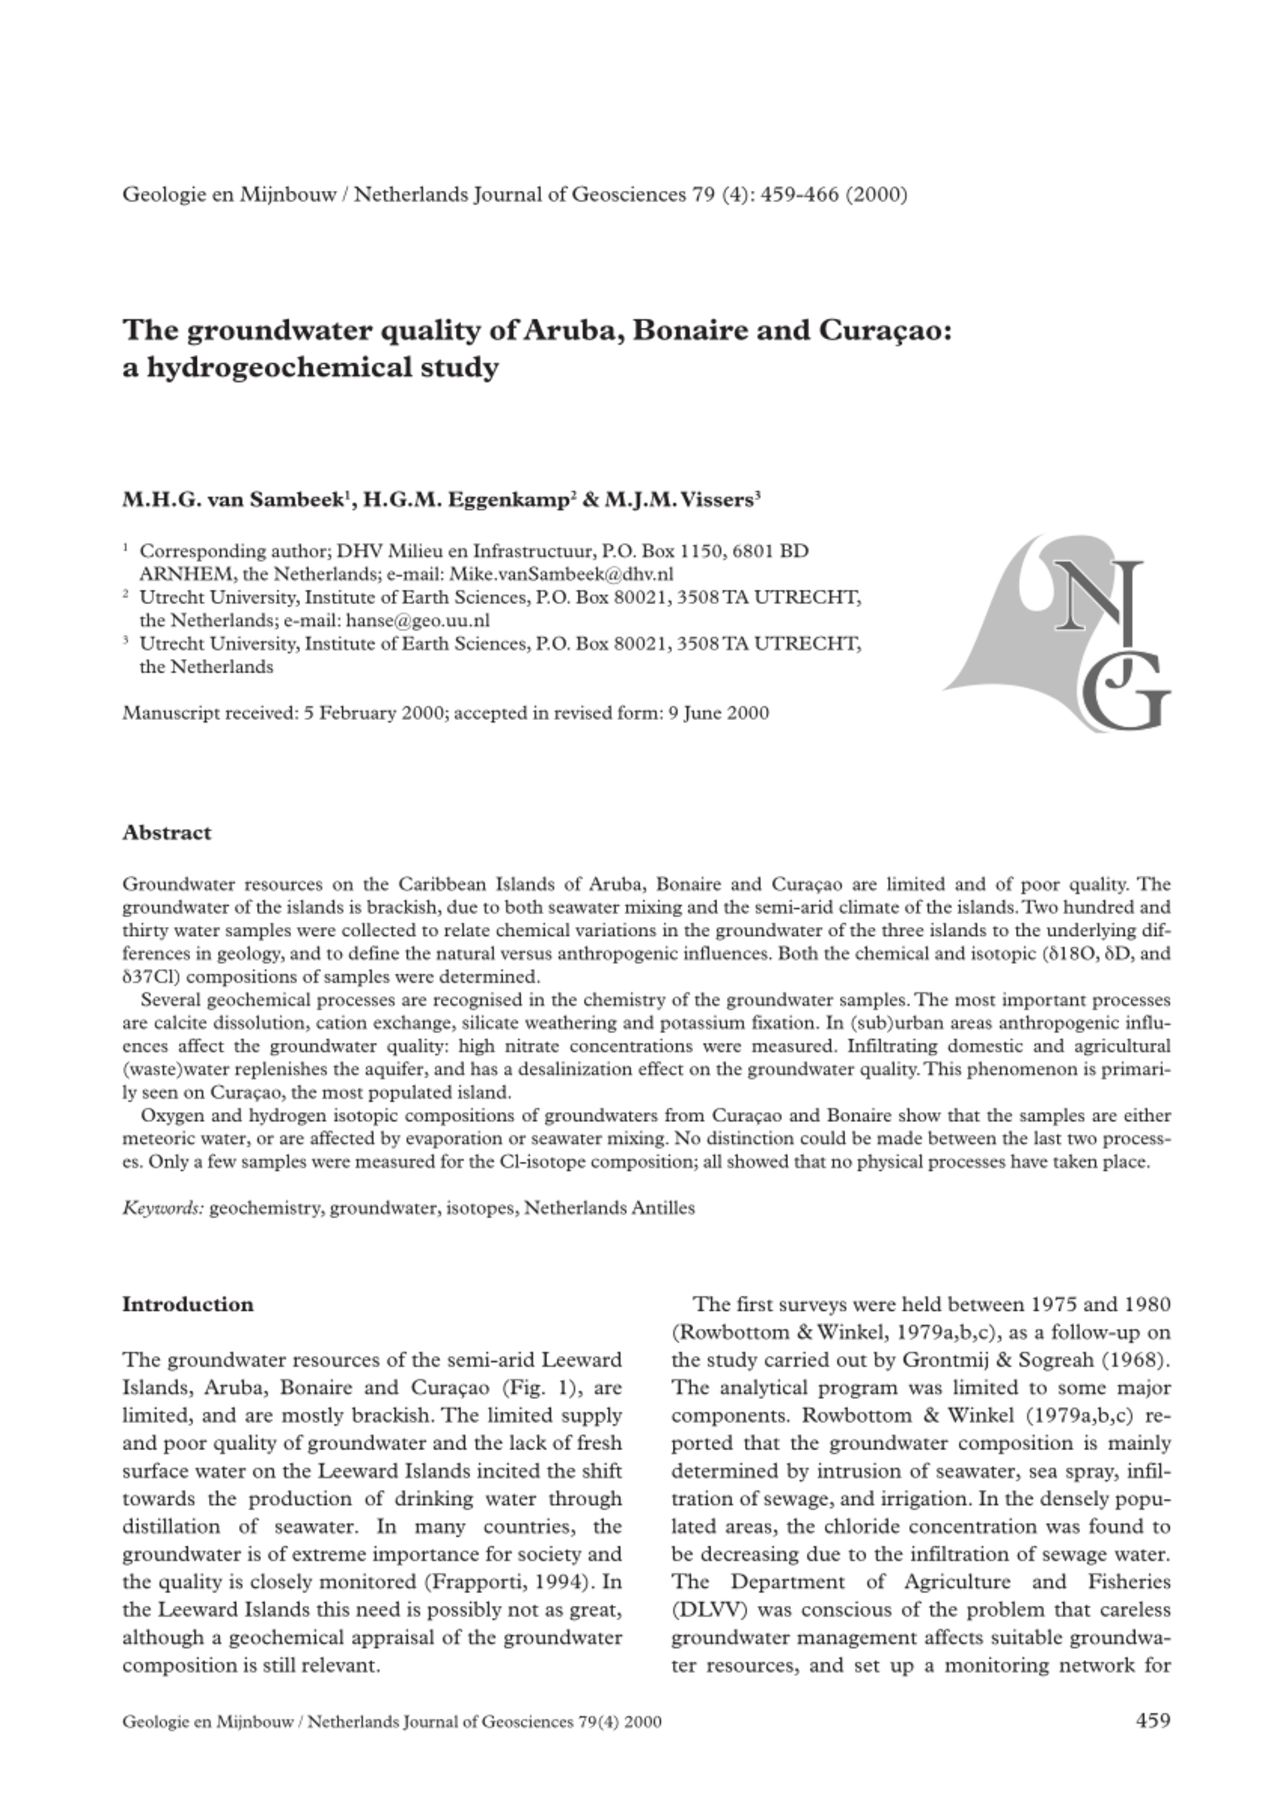 Geologie en Mijnbouw / Netherlands Journal of Geosciences 79 (4): 459-466 (2000)
The groundwater quality of Aruba, Bonaire and Curaçao:
a hydrogeochemical study
M.H.G. van Sambeek¹, H.G.M. Eggenkamp² & M.J.M. Vissers³
¹ Corresponding author; DHV Milieu en Infrastructuur, P.O. Box 1150, 6801 BD
ARNHEM, the Netherlands; e-mail: Mike.vanSambeek@dhv.nl
² Utrecht University, Institute of Earth Sciences, P.O. Box 80021, 3508 TA UTRECHT,
the Netherlands; e-mail: hanse@geo.uu.nl
³ Utrecht University, Institute of Earth Sciences, P.O. Box 80021, 3508 TA UTRECHT,
the Netherlands
NJG
Manuscript received: 5 February 2000; accepted in revised form: 9 June 2000
Abstract
Groundwater resources on the Caribbean Islands of Aruba, Bonaire and Curaçao are limited and of poor quality. The
groundwater of the islands is brackish, due to both seawater mixing and the semi-arid climate of the islands. Two hundred and
thirty water samples were collected to relate chemical variations in the groundwater of the three islands to the underlying dif-
ferences in geology, and to define the natural versus anthropogenic influences. Both the chemical and isotopic (δ18O, δD, and
δ37Cl) compositions of samples were determined.
Several geochemical processes are recognised in the chemistry of the groundwater samples. The most important processes
are calcite dissolution, cation exchange, silicate weathering and potassium fixation. In (sub)urban areas anthropogenic influ-
ences affect the groundwater quality: high nitrate concentrations were measured. Infiltrating domestic and agricultural
(waste)water replenishes the aquifer, and has a desalinization effect on the groundwater quality. This phenomenon is primari-
ly seen on Curaçao, the most populated island.
Oxygen and hydrogen isotopic compositions of groundwaters from Curaçao and Bonaire show that the samples are either
meteoric water, or are affected by evaporation or seawater mixing. No distinction could be made between the last two process-
es. Only a few samples were measured for the Cl-isotope composition; all showed that no physical processes have taken place.
Keywords: geochemistry, groundwater, isotopes, Netherlands Antilles
Introduction
The groundwater resources of the semi-arid Leeward
Islands, Aruba, Bonaire and Curaçao (Fig. 1), are
limited, and are mostly brackish. The limited supply
and poor quality of groundwater and the lack of fresh
surface water on the Leeward Islands incited the shift
towards the production of drinking water through
distillation of seawater. In many countries, the
groundwater is of extreme importance for society and
the quality is closely monitored (Frapporti, 1994). In
the Leeward Islands this need is possibly not as great,
although a geochemical appraisal of the groundwater
composition is still relevant.
The first surveys were held between 1975 and 1980
(Rowbottom & Winkel, 1979a,b,c), as a follow-up on
the study carried out by Grontmij & Sogreah (1968).
The analytical program was limited to some major
components. Rowbottom & Winkel (1979a,b,c) re-
ported that the groundwater composition is mainly
determined by intrusion of seawater, sea spray, infil-
tration of sewage, and irrigation. In the densely popu-
lated areas, the chloride concentration was found to
be decreasing due to the infiltration of sewage water.
The Department of Agriculture and Fisheries
(DLVV) was conscious of the problem that careless
groundwater management affects suitable groundwa-
ter resources, and set up a monitoring network for
Geologie en Mijnbouw / Netherlands Journal of Geosciences 79(4) 2000
459